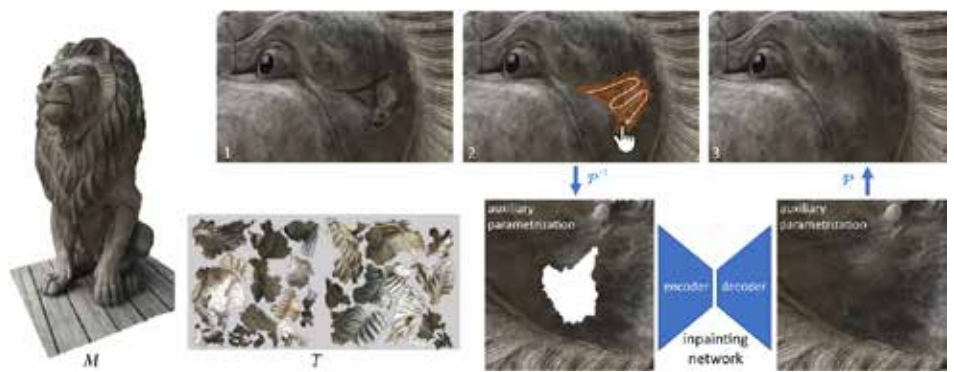 1
2
3
auxiliary
parametrization
auxiliary
parametrization
encoder
decoder
inpainting
network
M
T